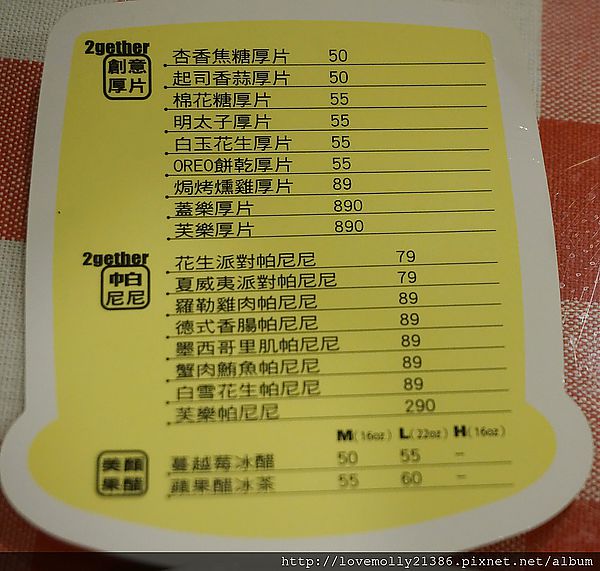 2gether
創意
厚片
杏香焦糖厚片 50
起司香蒜厚片 50
棉花糖厚片 55
明太子厚片 55
白玉花生厚片 55
OREO餅乾厚片 55
焗烤燻雞厚片 89
蓋樂厚片 890
芙樂厚片 890
2gether
帕白
尼尼
花生派對帕尼尼 79
夏威夷派對帕尼尼 79
羅勒雞肉帕尼尼 89
德式香腸帕尼尼 89
墨西哥里肌帕尼尼 89
蟹肉鮪魚帕尼尼 89
白雪花生帕尼尼 89
芙樂帕尼尼 290
M(16oz) L(22oz) H(16oz)
美顏
果醋
蔓越莓冰醋 50 55 -
蘋果醋冰茶 55 60 -
http://lovemolly21386.pixnet.net/album